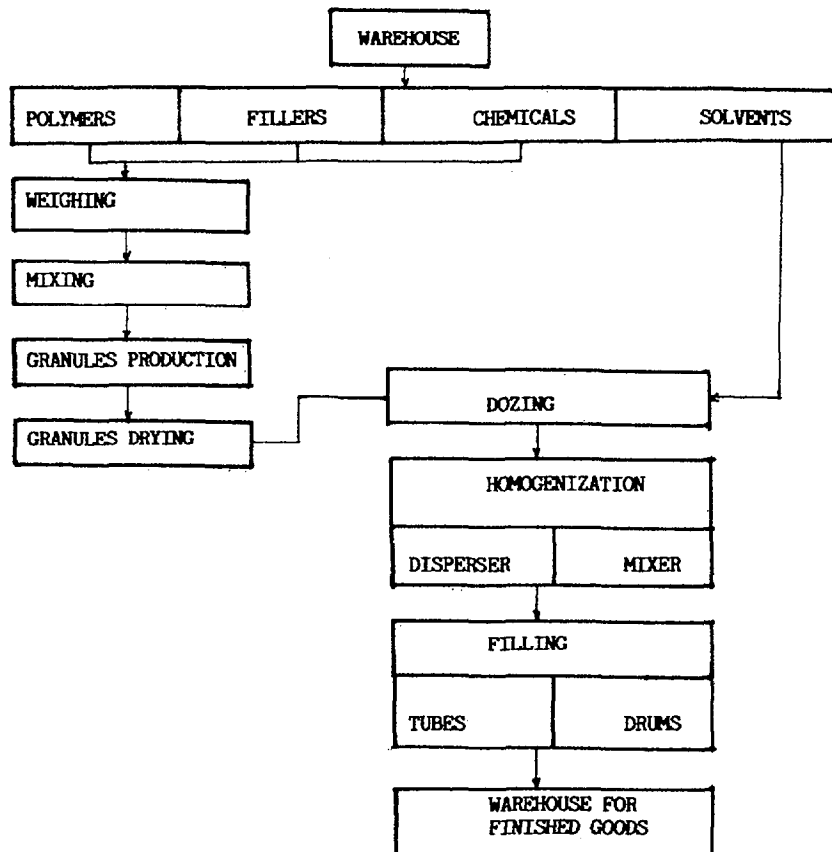 WAREHOUSE
POLYMERS FILLERS CHEMICALS SOLVENTS
WEIGHING
MIXING
GRANULES PRODUCTION
GRANULES DRYING
DOZING
HOMOGENIZATION
DISPERSER MIXER
FILLING
TUBES DRUMS
WAREHOUSE FOR
FINISHED GOODS